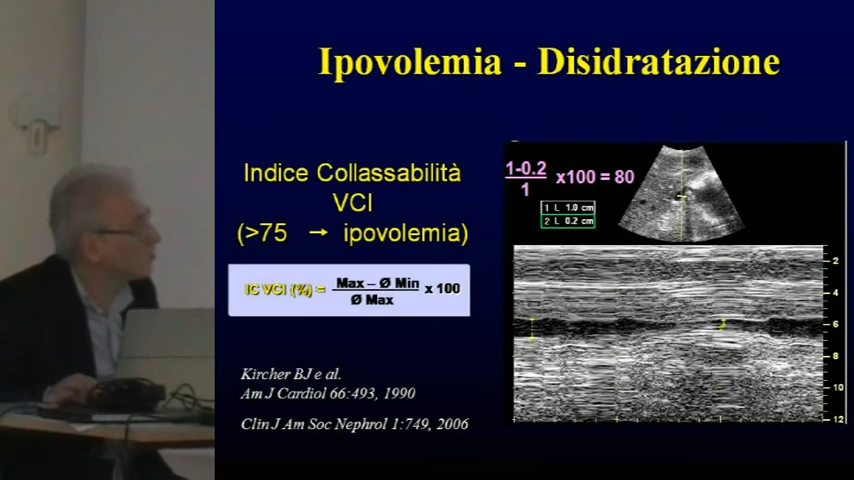 Ipovolemia - Disidratazione
Indice Collassabilità
VCI
(>75 → ipovolemia)
IC VCI (%) = Max – Ø Min x 100
Ø Max
Kircher BJ e al.
Am J Cardiol 66:493, 1990
Clin J Am Soc Nephrol 1:749, 2006
1-0.2 x100 = 80
1
1 L 1.0 cm
2 L 0.2 cm
2
4
6
8
10
12